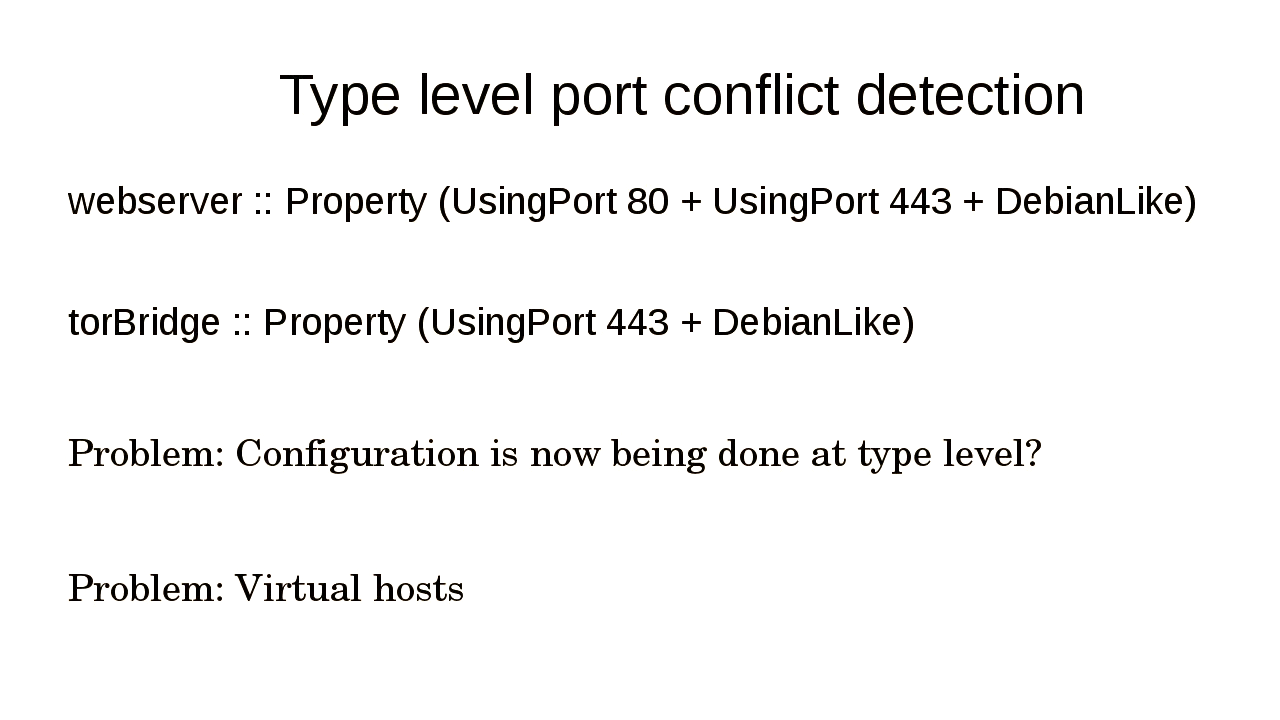 Type level port conflict detection
webserver :: Property (UsingPort 80 + UsingPort 443 + DebianLike)
torBridge :: Property (UsingPort 443 + DebianLike)
Problem: Configuration is now being done at type level?
Problem: Virtual hosts